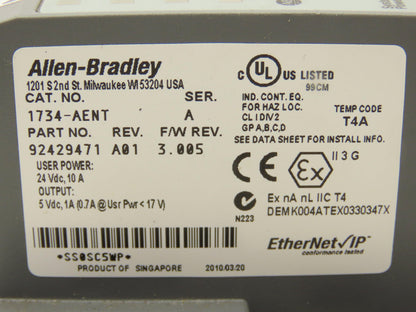 Allen-Bradley
1201 S 2nd St. Milwaukee WI 53204 USA
CAT. NO. SER.
1734-AENT A
PART NO. REV. F/W REV.
92429471 A01 3.005
USER POWER:
24 Vdc, 10 A
OUTPUT:
5 Vdc, 1A (0.7A @ Usr Pwr < 17 V)
*SS0SC5WP*
PRODUCT OF SINGAPORE 2010/03/20
C UL US LISTED
99CM
IND. CONT. EQ.
FOR HAZ LOC.
CL I DIV 2
GP A,B,C,D
TEMP CODE
T4A
SEE DATA SHEET FOR INSTALL INFO.
CE Ex II 3 G
N223
Ex nA nL IIC T4
DEMK004ATEX0330347X
EtherNet/IP
conformance tested